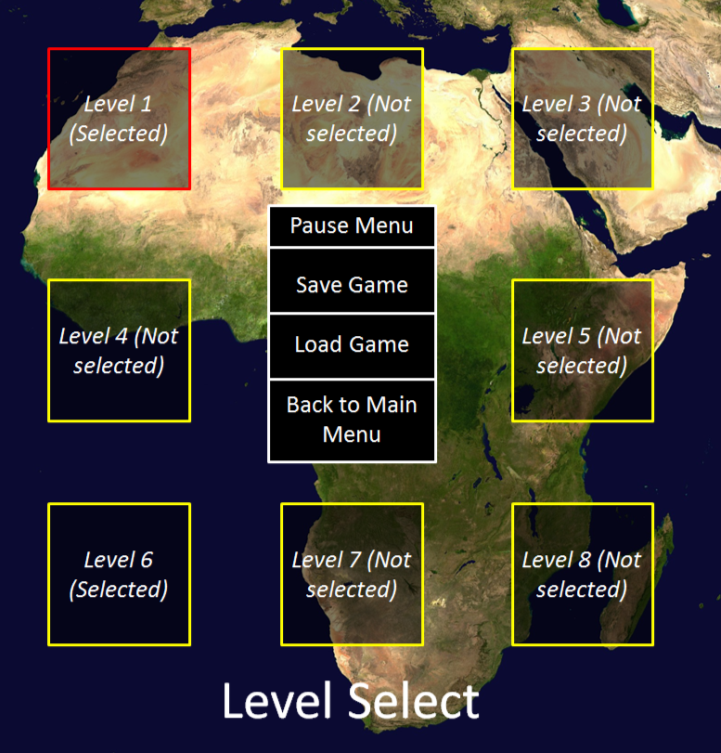 Level 1
(Selected)
Level 2 (Not
selected)
Level 3 (Not
selected)
Pause Menu
Save Game
Load Game
Back to Main
Menu
Level 4 (Not
selected)
Level 5 (Not
selected)
Level 6
(Selected)
Level 7 (Not
selected)
Level 8 (Not
selected)
Level Select